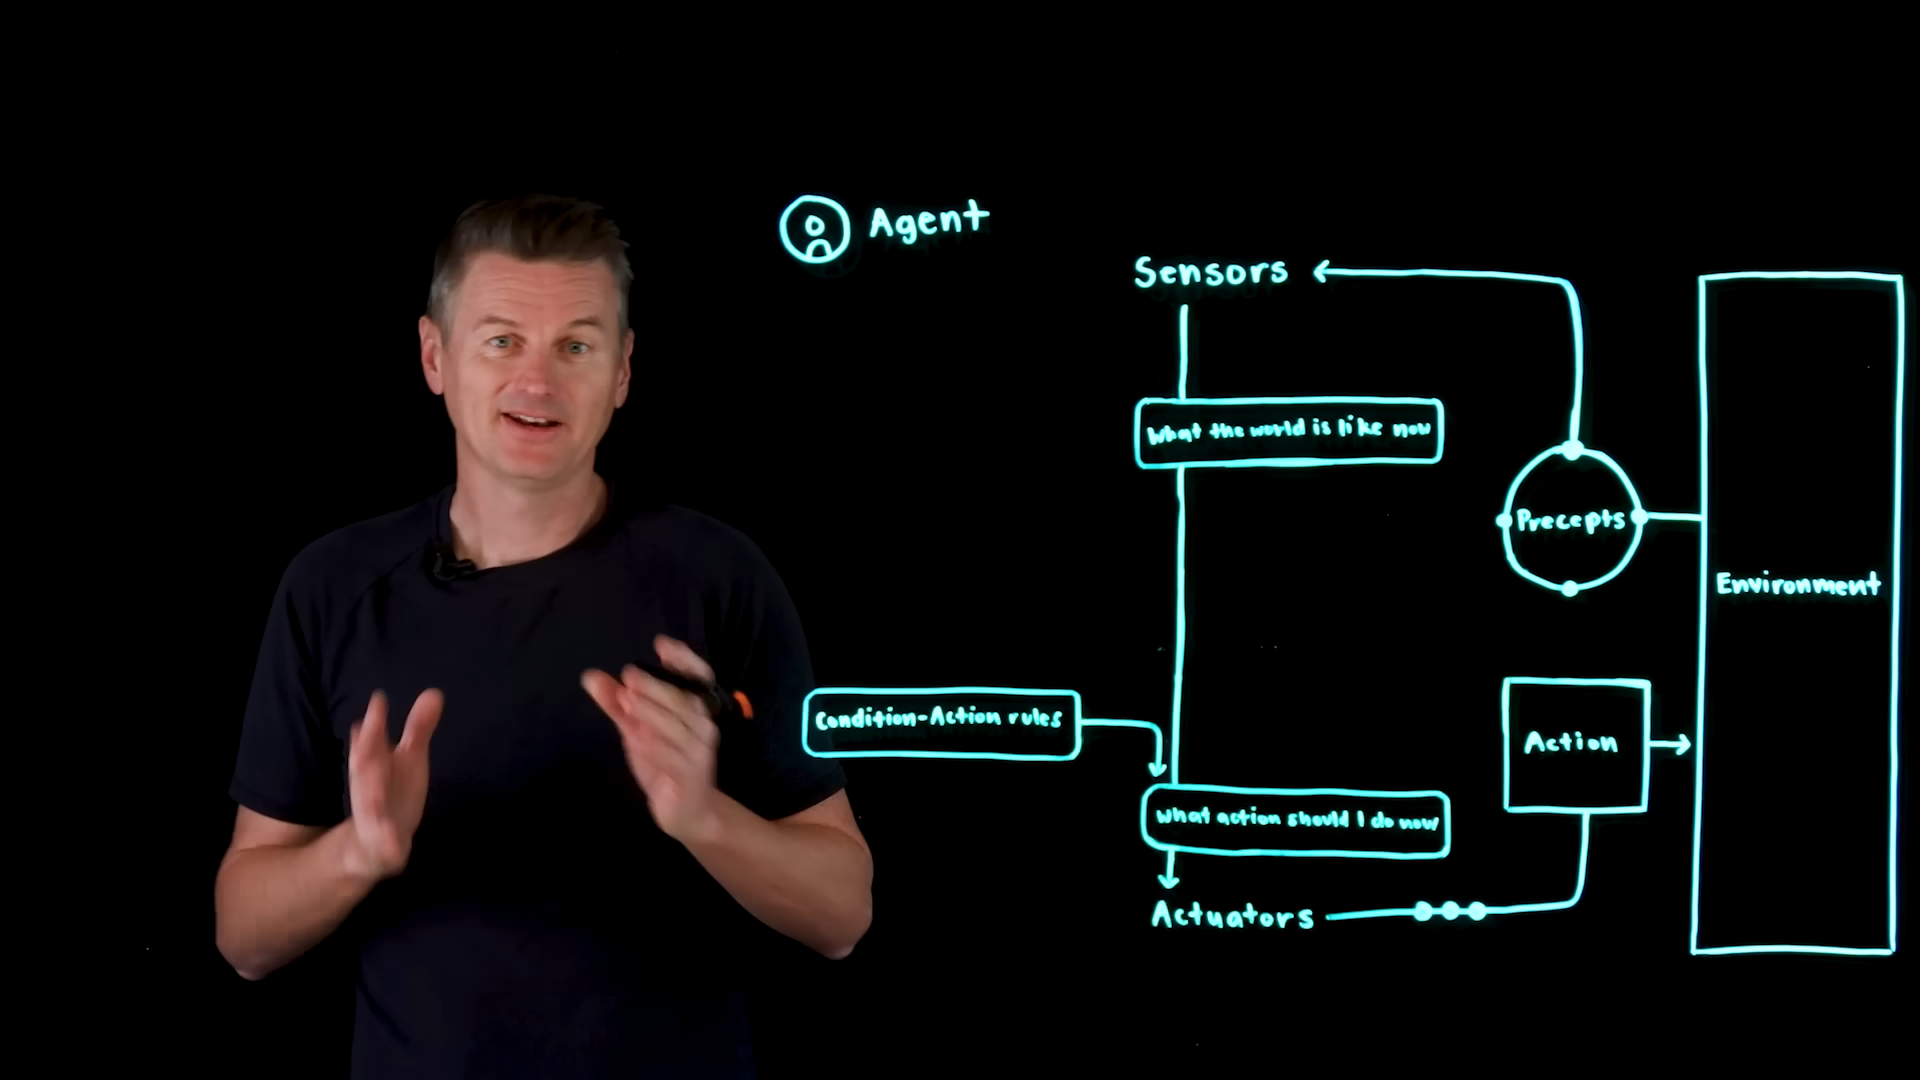 Agent
Sensors
What the world is like now
Precepts
Environment
Condition-Action rules
Action
What action should I do now
Actuators